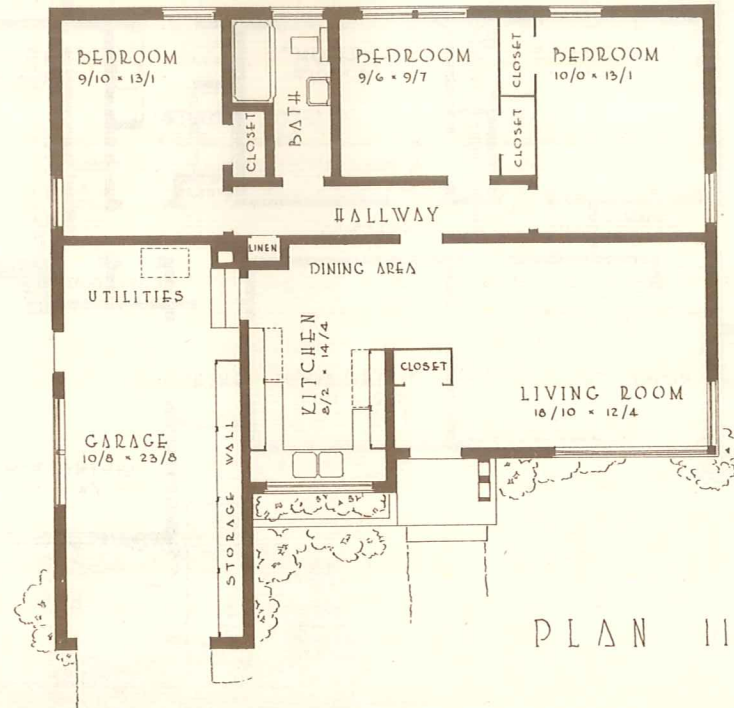 BEDROOM
9/10 × 13/1
BATH
CLOSET
BEDROOM
9/6 × 9/7
CLOSET
CLOSET
BEDROOM
10/0 × 13/1
HALLWAY
LINEN
DINING AREA
UTILITIES
KITCHEN
8/2 × 14/4
CLOSET
LIVING ROOM
18/10 × 12/4
GARAGE
10/8 × 23/8
STORAGE WALL
PLAN 11